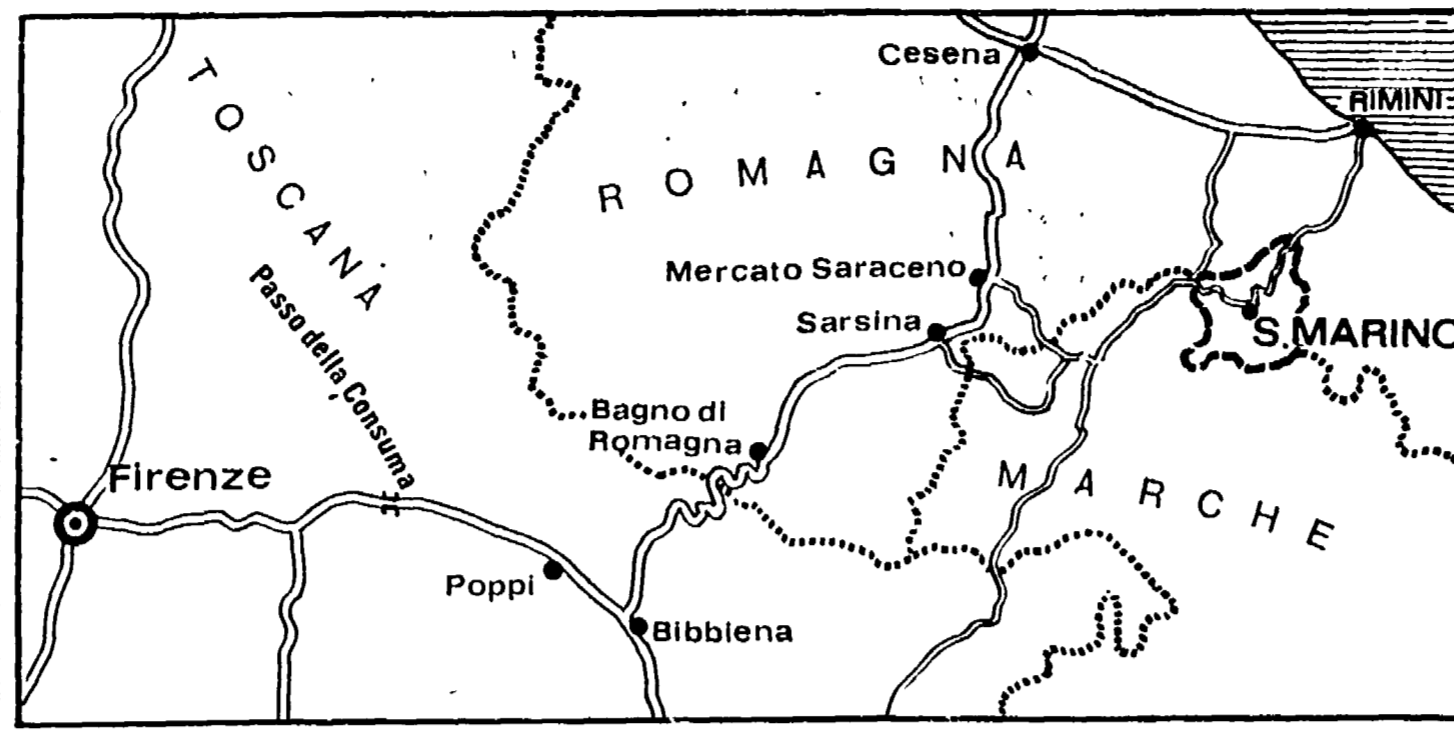 TOSCANA
Cesena
RIMINI
ROMAGNA
Mercato Saraceno
Passo della Consuma
Sarsina
S. MARINO
Bagno di
Romagna
Firenze
MARCHE
Poppi
Bibbiena